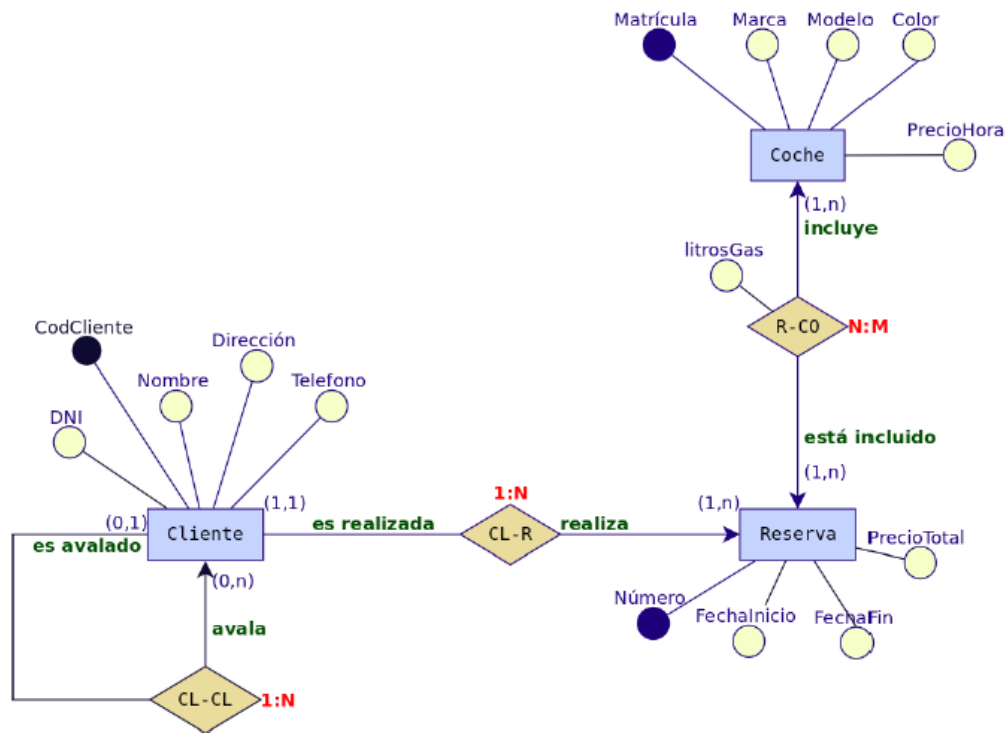 Matrícula
Marca
Modelo
Color
PrecioHora
Coche
(1,n)
incluye
litrosGas
R-CO
N:M
está incluido
(1,n)
CodCliente
Dirección
Nombre
Telefono
DNI
(0,1)
Cliente
(1,1)
es avalado
(0,n)
avala
CL-CL
1:N
es realizada
1:N
CL-R
realiza
(1,n)
Reserva
PrecioTotal
Número
FechaInicio
FechaFin